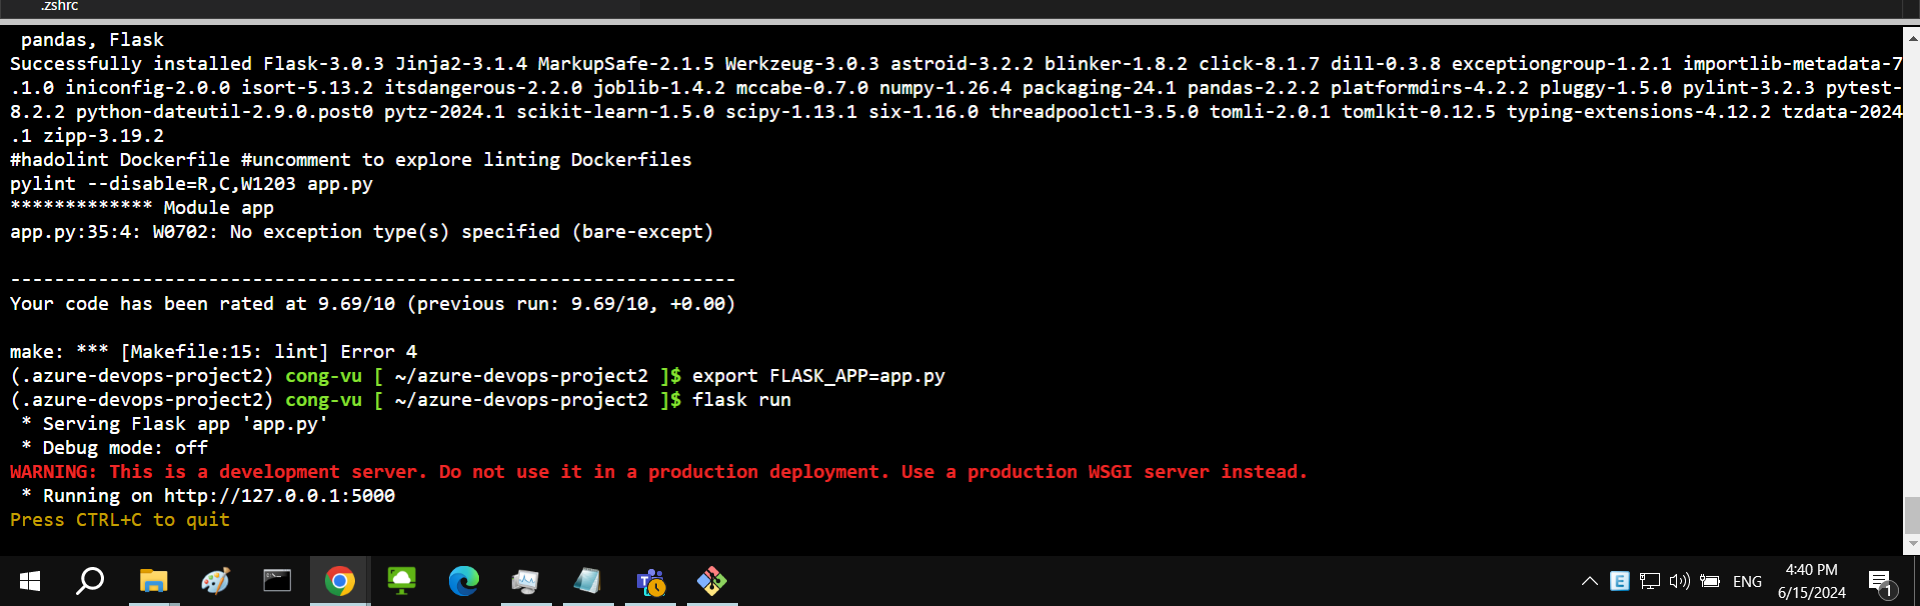 .zshrc
pandas, Flask
Successfully installed Flask-3.0.3 Jinja2-3.1.4 MarkupSafe-2.1.5 Werkzeug-3.0.3 astroid-3.2.2 blinker-1.8.2 click-8.1.7 dill-0.3.8 exceptiongroup-1.2.1 importlib-metadata-7
.1.0 iniconfig-2.0.0 isort-5.13.2 itsdangerous-2.2.0 joblib-1.4.2 mccabe-0.7.0 numpy-1.26.4 packaging-24.1 pandas-2.2.2 platformdirs-4.2.2 pluggy-1.5.0 pylint-3.2.3 pytest-
8.2.2 python-dateutil-2.9.0.post0 pytz-2024.1 scikit-learn-1.5.0 scipy-1.13.1 six-1.16.0 threadpoolctl-3.5.0 tomli-2.0.1 tomlkit-0.12.5 typing-extensions-4.12.2 tzdata-2024
.1 zipp-3.19.2
#hadolint Dockerfile #uncomment to explore linting Dockerfiles
pylint --disable=R,C,W1203 app.py
************* Module app
app.py:35:4: W0702: No exception type(s) specified (bare-except)
------------------------------------------------------------------
Your code has been rated at 9.69/10 (previous run: 9.69/10, +0.00)
make: *** [Makefile:15: lint] Error 4
(.azure-devops-project2) cong-vu [ ~/azure-devops-project2 ]$ export FLASK_APP=app.py
(.azure-devops-project2) cong-vu [ ~/azure-devops-project2 ]$ flask run
* Serving Flask app 'app.py'
* Debug mode: off
WARNING: This is a development server. Do not use it in a production deployment. Use a production WSGI server instead.
* Running on http://127.0.0.1:5000
Press CTRL+C to quit
E
ENG
4:40 PM
6/15/2024
1